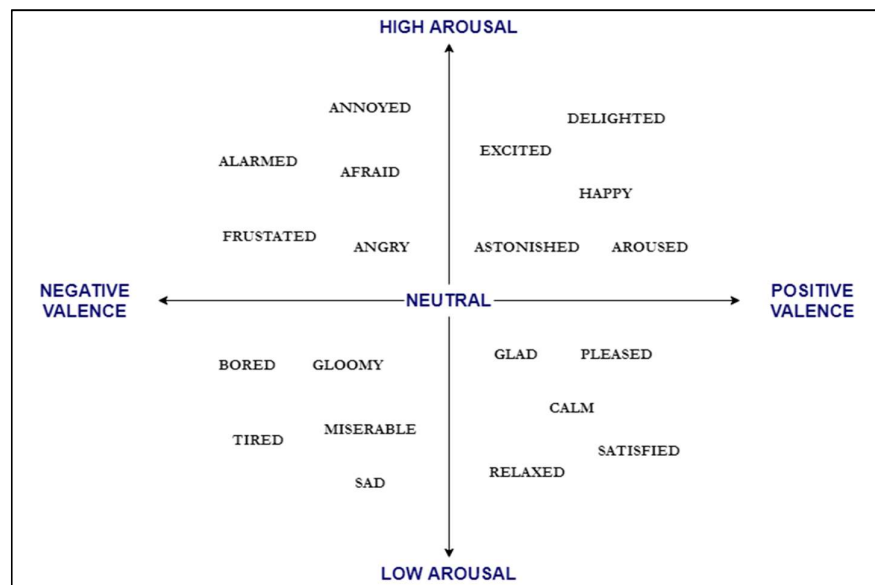 HIGH AROUSAL
ANNOYED
DELIGHTED
EXCITED
ALARMED
AFRAID
HAPPY
FRUSTATED
ANGRY
ASTONISHED
AROUSED
NEGATIVE
VALENCE
NEUTRAL
POSITIVE
VALENCE
GLAD
PLEASED
BORED
GLOOMY
CALM
MISERABLE
TIRED
SATISFIED
RELAXED
SAD
LOW AROUSAL